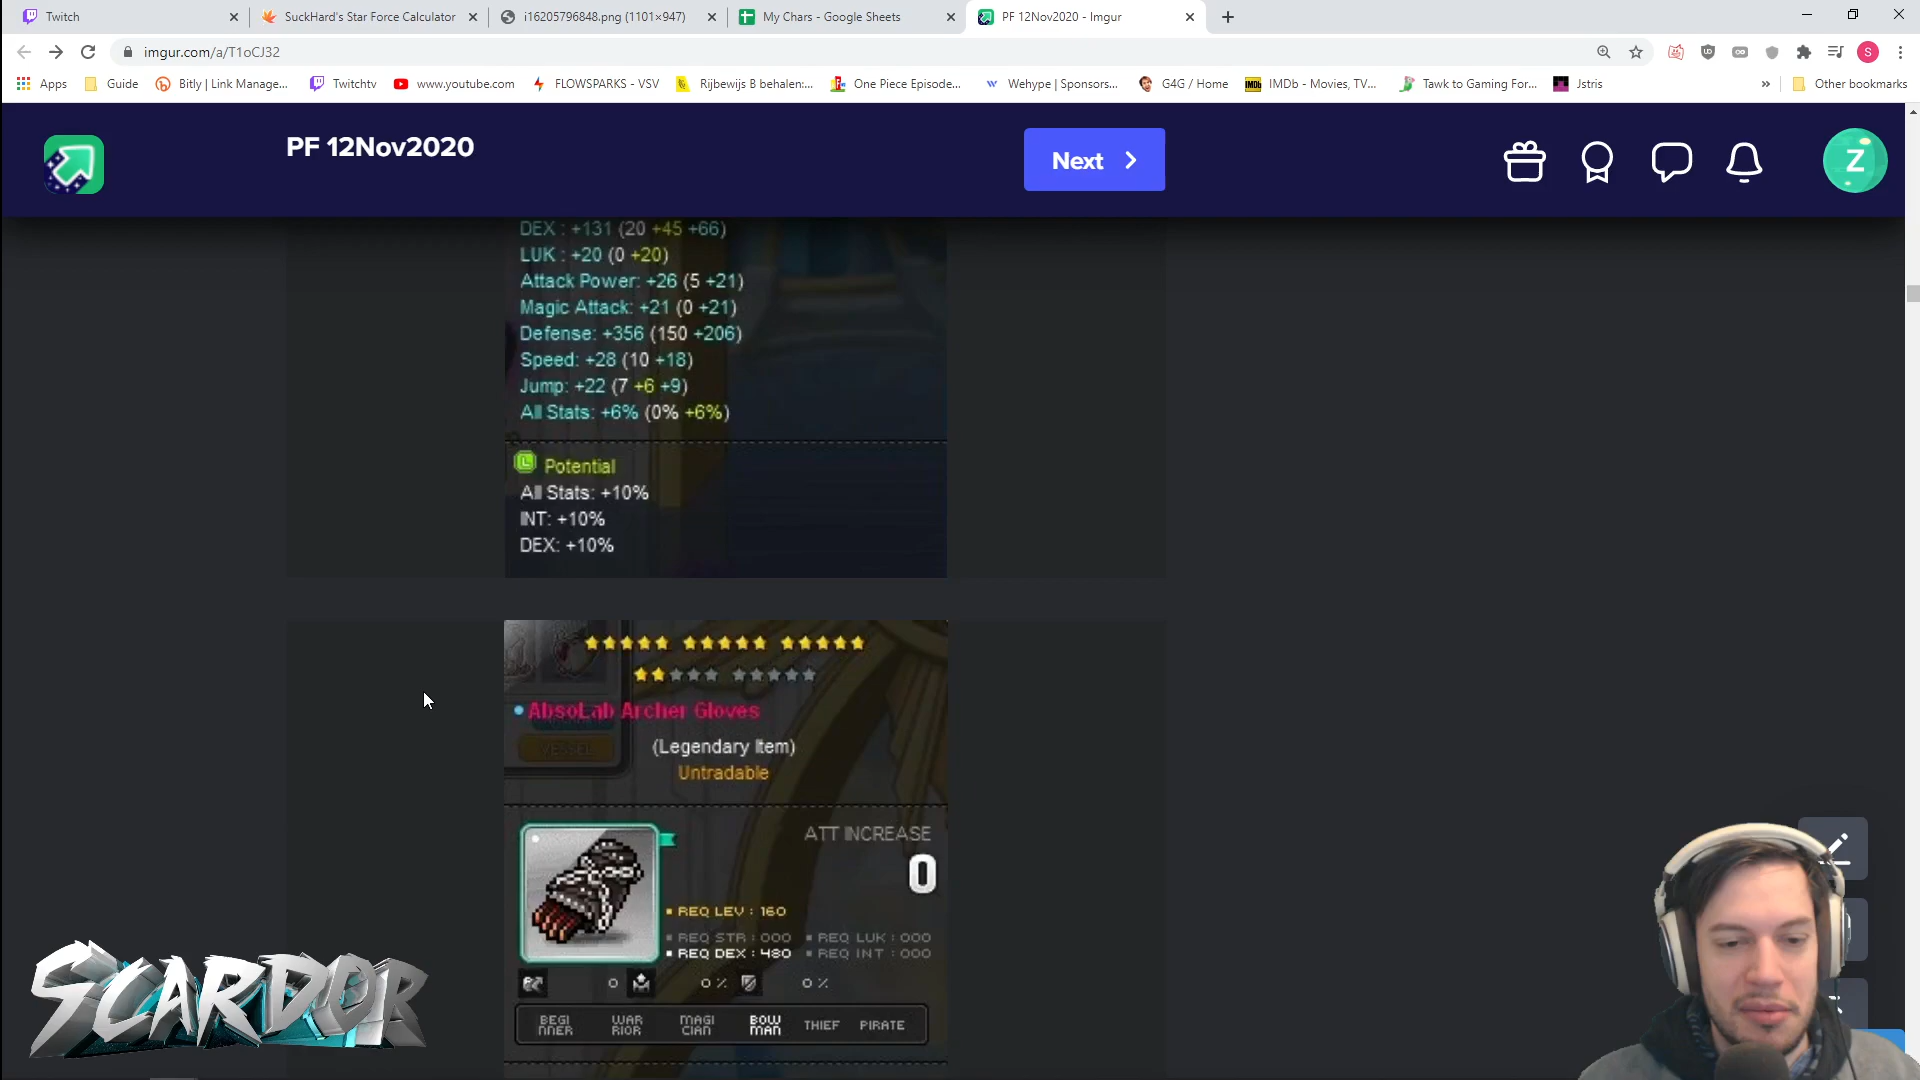 Twitch
SuckHard's Star Force Calculator
i16205796848.png (1101×947)
My Chars - Google Sheets
PF 12Nov2020 - Imgur
imgur.com/a/T1oCJ32
S
Apps
Guide
Bitly | Link Manage...
Twitchtv
www.youtube.com
FLOWSPARKS - VSV
Rijbewijs B behalen:...
One Piece Episode...
Wehype | Sponsors...
G4G / Home
IMDb - Movies, TV...
Tawk to Gaming For...
Jstris
Other bookmarks
PF 12Nov2020
Next
Z
DEX : +131 (20 +45 +66)
LUK : +20 (0 +20)
Attack Power: +26 (5 +21)
Magic Attack: +21 (0 +21)
Defense: +356 (150 +206)
Speed: +28 (10 +18)
Jump: +22 (7 +6 +9)
All Stats: +6% (0% +6%)
L Potential
All Stats: +10%
INT: +10%
DEX: +10%
AbsoLab Archer Gloves
(Legendary Item)
Untradable
ATT INCREASE
0
REQ LEV : 160
REQ STR : 000 REQ LUK : 000
REQ DEX : 480 REQ INT : 000
0 0 % 0 %
BEGINNER WARRIOR MAGICIAN BOWMAN THIEF PIRATE
SCARDOR